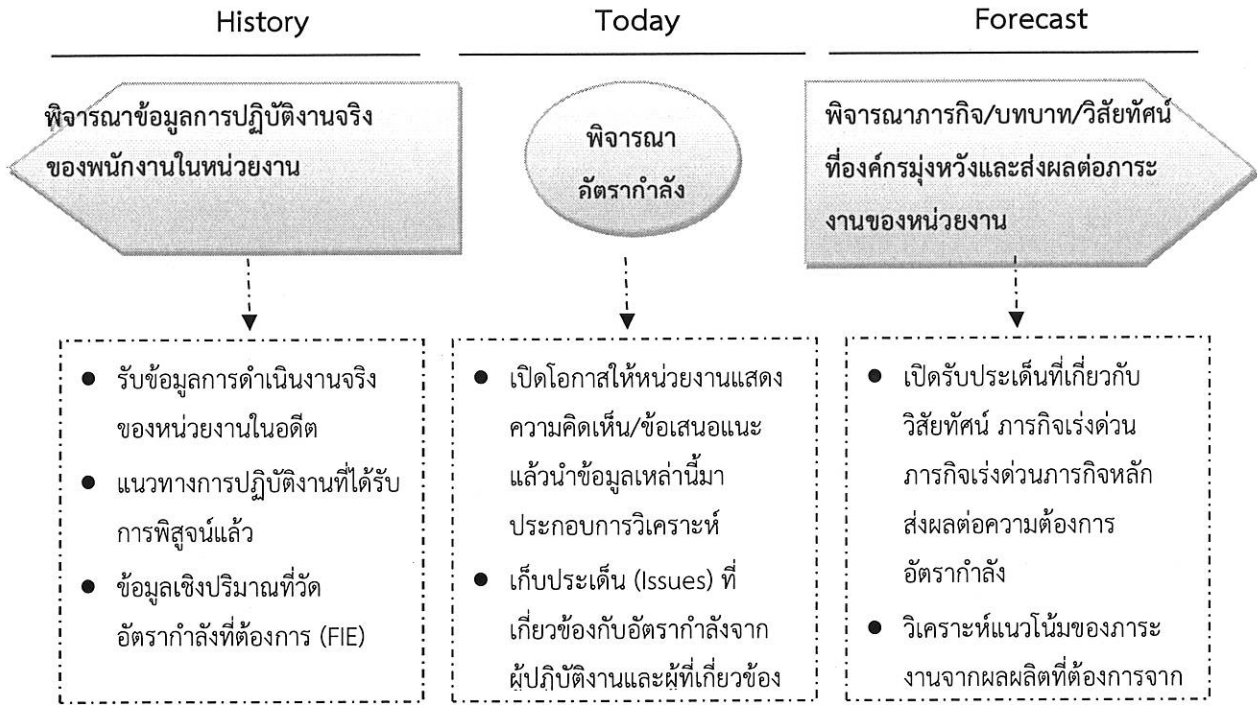 History
Today
Forecast
พิจารณาข้อมูลการปฏิบัติงานจริง
ของพนักงานในหน่วยงาน
พิจารณา
อัตรากำลัง
พิจารณาภารกิจ/บทบาท/วิสัยทัศน์
ที่องค์กรมุ่งหวังและส่งผลต่อภาระ
งานของหน่วยงาน
● รับข้อมูลการดำเนินงานจริง
ของหน่วยงานในอดีต
● แนวทางการปฏิบัติงานที่ได้รับ
การพิสูจน์แล้ว
● ข้อมูลเชิงปริมาณที่วัด
อัตรากำลังที่ต้องการ (FIE)
● เปิดโอกาสให้หน่วยงานแสดง
ความคิดเห็น/ข้อเสนอแนะ
แล้วนำข้อมูลเหล่านี้มา
ประกอบการวิเคราะห์
● เก็บประเด็น (Issues) ที่
เกี่ยวข้องกับอัตรากำลังจาก
ผู้ปฏิบัติงานและผู้ที่เกี่ยวข้อง
● เปิดรับประเด็นที่เกี่ยวกับ
วิสัยทัศน์ ภารกิจเร่งด่วน
ภารกิจเร่งด่วนภารกิจหลัก
ส่งผลต่อความต้องการ
อัตรากำลัง
● วิเคราะห์แนวโน้มของภาระ
งานจากผลผลิตที่ต้องการจาก